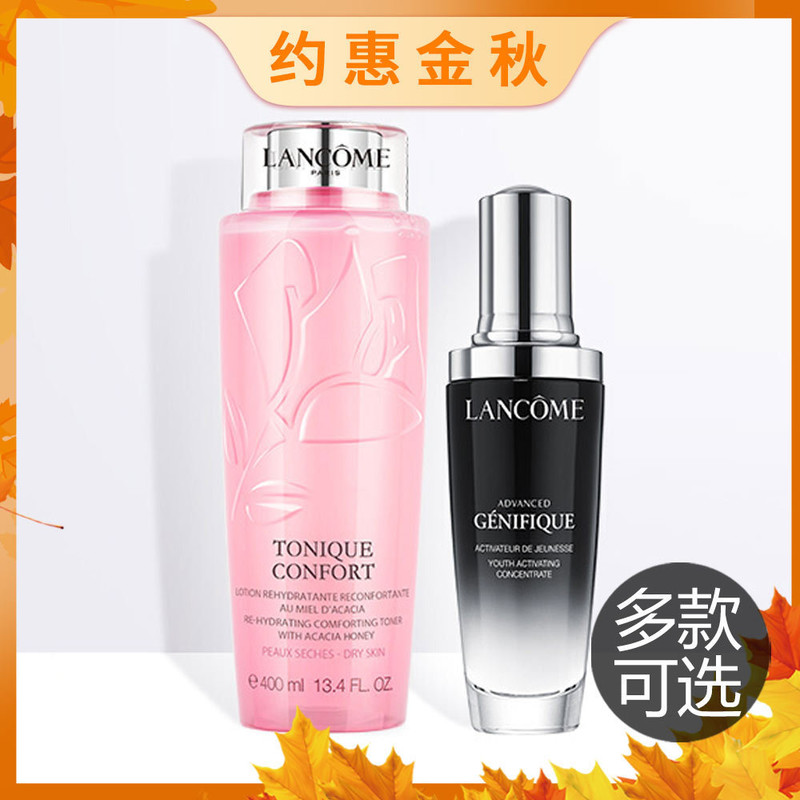 约惠金秋
LANCÔME
PARIS
TONIQUE
CONFORT
LOTION REHYDRATANTE RECONFORTANTE
AU MIEL D'ACACIA
RE-HYDRATING COMFORTING TONER
WITH ACACIA HONEY
PEAUX SECHES - DRY SKIN
e400 ml 13.4 FL. OZ.
LANCÔME
ADVANCED
GÉNIFIQUE
ACTIVATEUR DE JEUNESSE
YOUTH ACTIVATING
CONCENTRATE
多款
可选